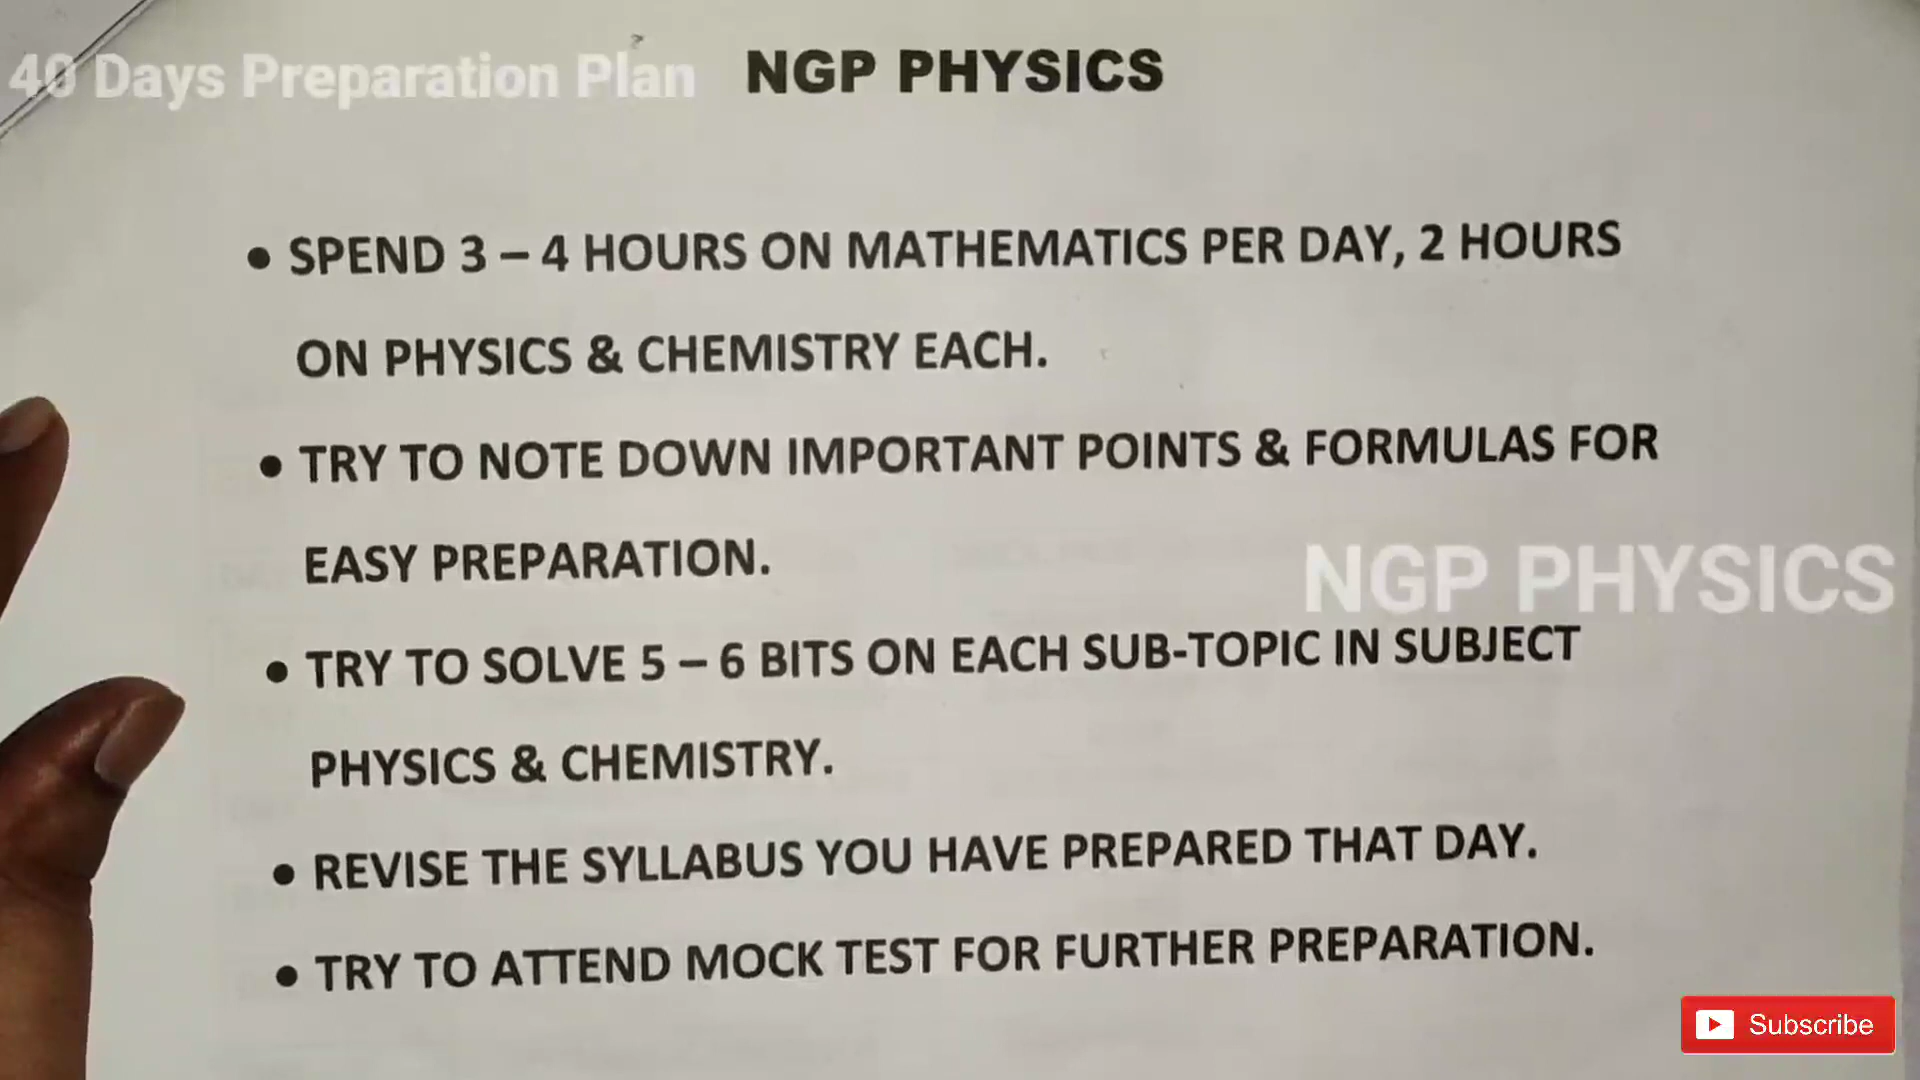 40 Days Preparation Plan
NGP PHYSICS
• SPEND 3 – 4 HOURS ON MATHEMATICS PER DAY, 2 HOURS
ON PHYSICS & CHEMISTRY EACH.
• TRY TO NOTE DOWN IMPORTANT POINTS & FORMULAS FOR
EASY PREPARATION.
NGP PHYSICS
• TRY TO SOLVE 5 – 6 BITS ON EACH SUB-TOPIC IN SUBJECT
PHYSICS & CHEMISTRY.
• REVISE THE SYLLABUS YOU HAVE PREPARED THAT DAY.
• TRY TO ATTEND MOCK TEST FOR FURTHER PREPARATION.
Subscribe